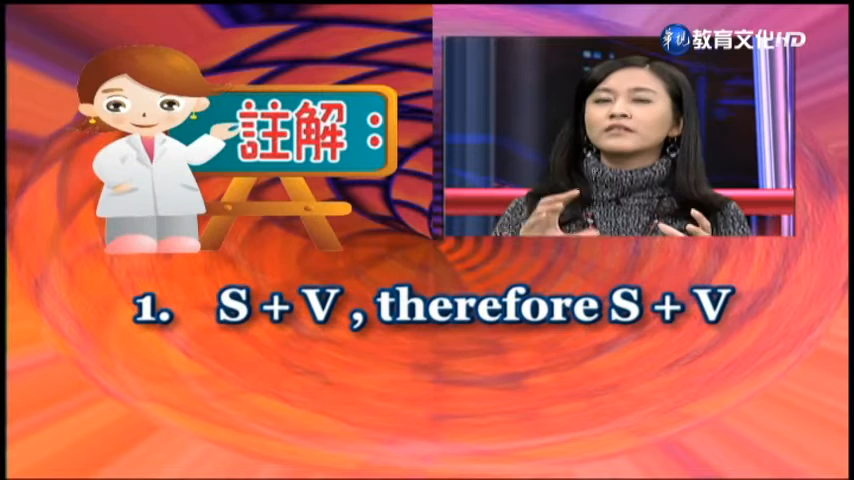 華視 教育文化HD
註解：
1. S + V , therefore S + V